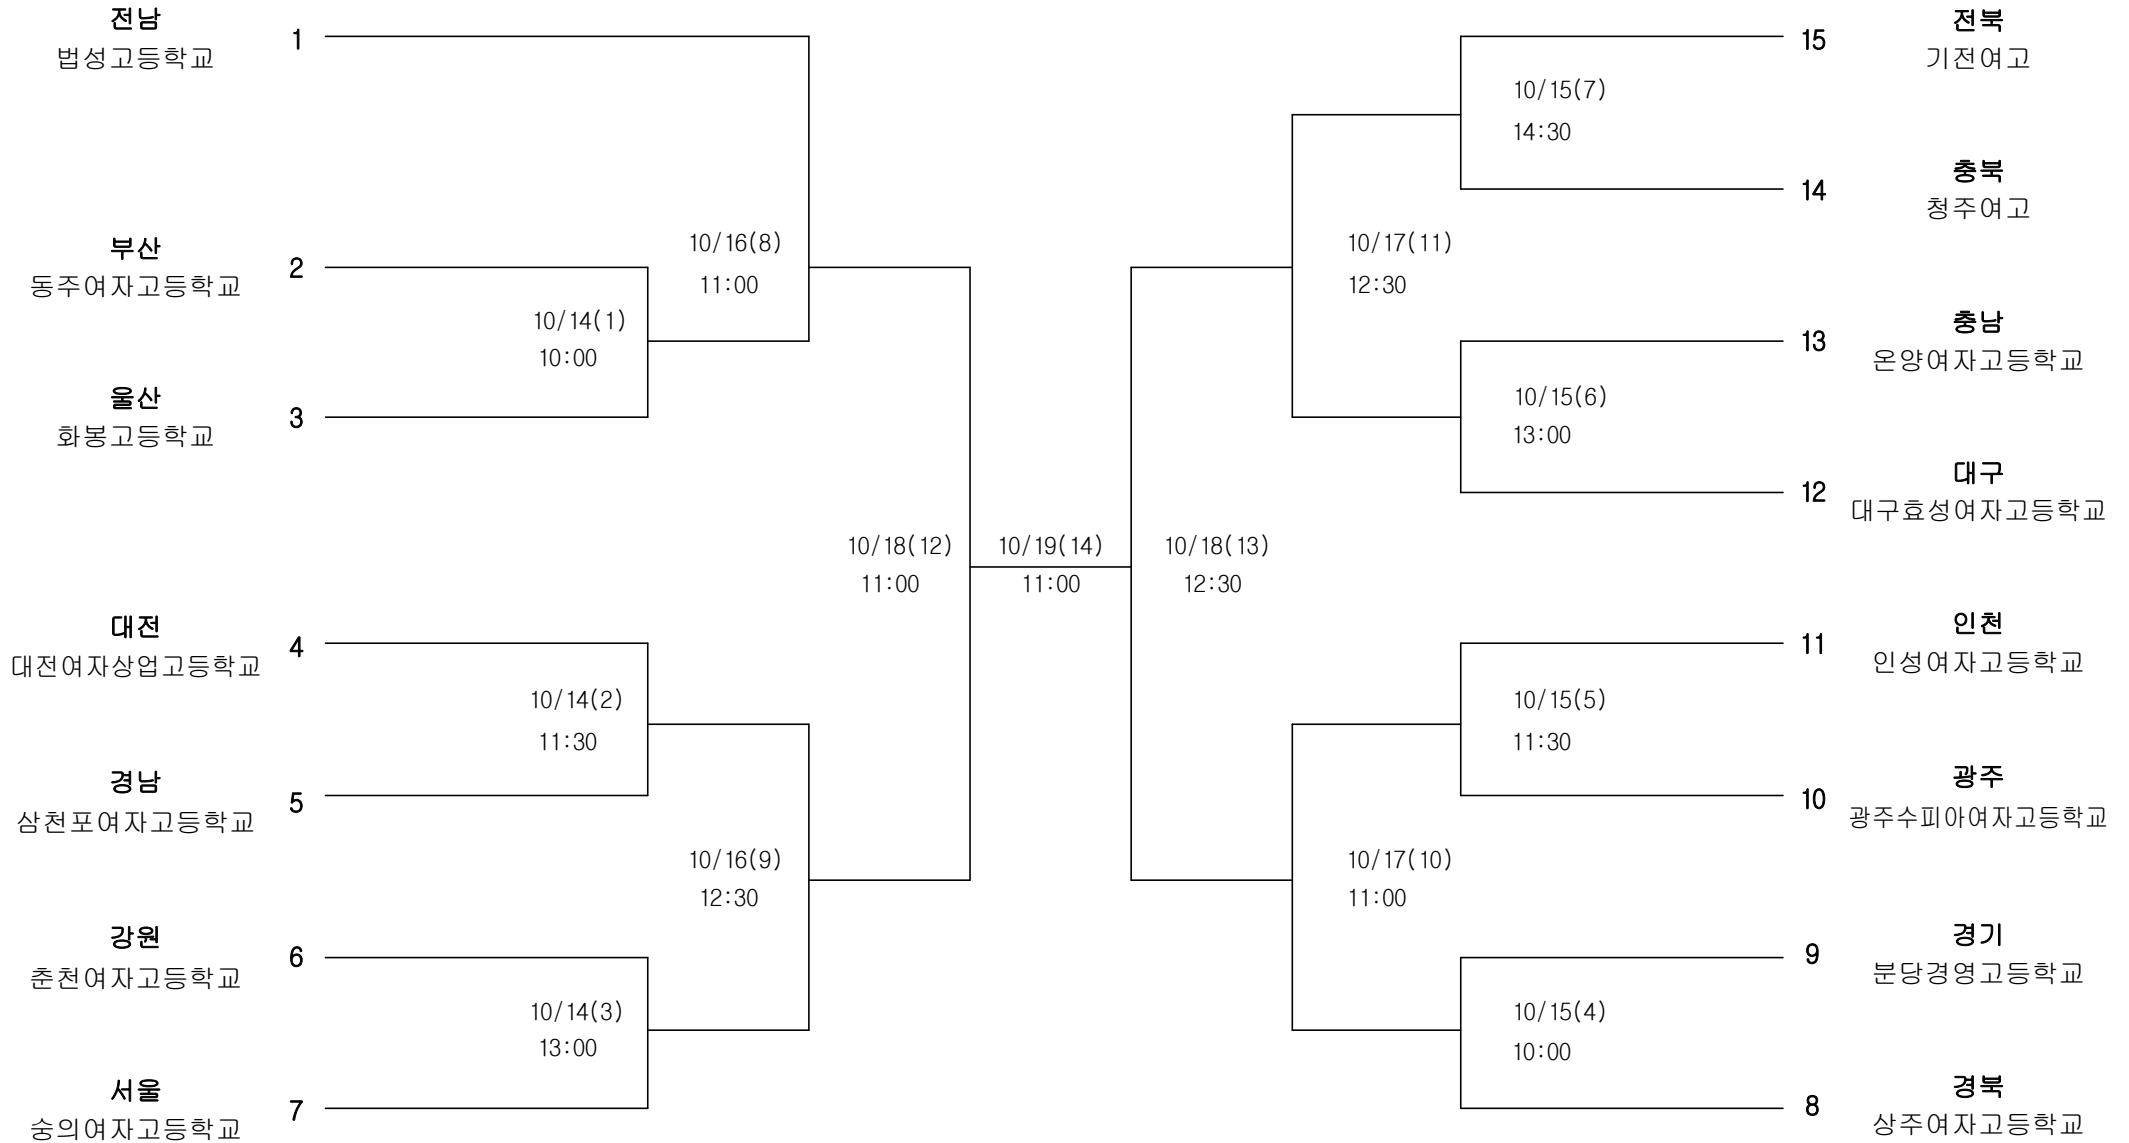 전남
법성고등학교
1
부산
동주여자고등학교
2
울산
화봉고등학교
3
대전
대전여자상업고등학교
4
경남
삼천포여자고등학교
5
강원
춘천여자고등학교
6
서울
숭의여자고등학교
7
10/14(1)
10:00
10/14(2)
11:30
10/14(3)
13:00
10/16(8)
11:00
10/16(9)
12:30
10/18(12)
11:00
10/19(14)
11:00
10/18(13)
12:30
10/17(11)
12:30
10/17(10)
11:00
10/15(7)
14:30
10/15(6)
13:00
10/15(5)
11:30
10/15(4)
10:00
15
전북
기전여고
14
충북
청주여고
13
충남
온양여자고등학교
12
대구
대구효성여자고등학교
11
인천
인성여자고등학교
10
광주
광주수피아여자고등학교
9
경기
분당경영고등학교
8
경북
상주여자고등학교